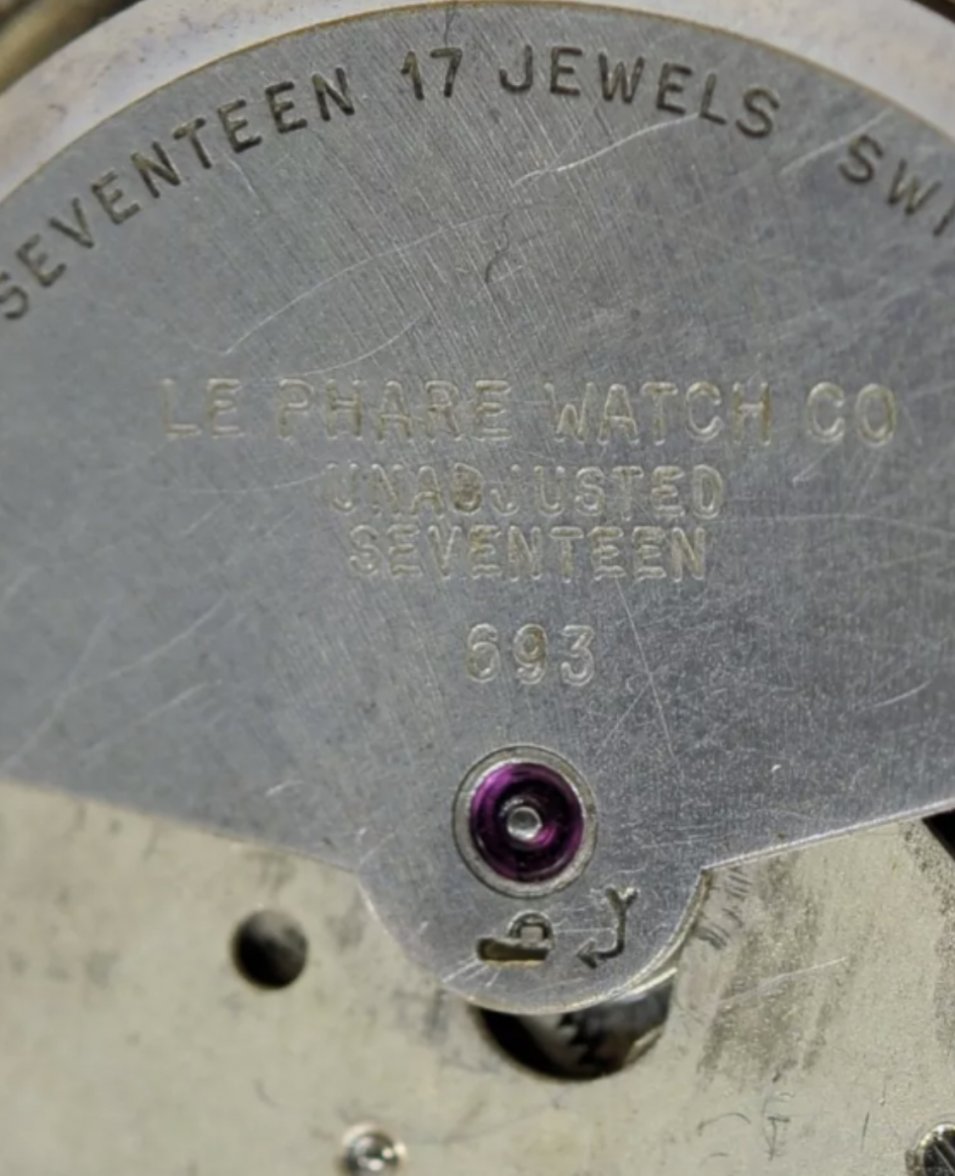 SEVENTEEN 17 JEWELS SWI
LE PHARE WATCH CO
UNADJUSTED
SEVENTEEN
693